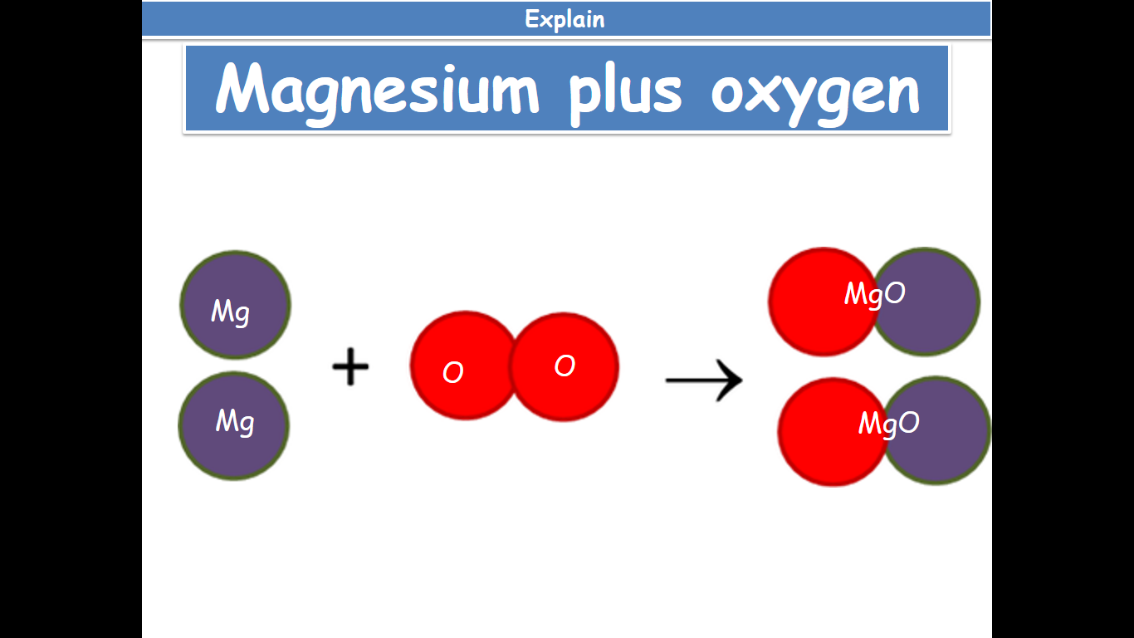 Explain
Magnesium plus oxygen
Mg
Mg
+
O O
→
MgO
MgO